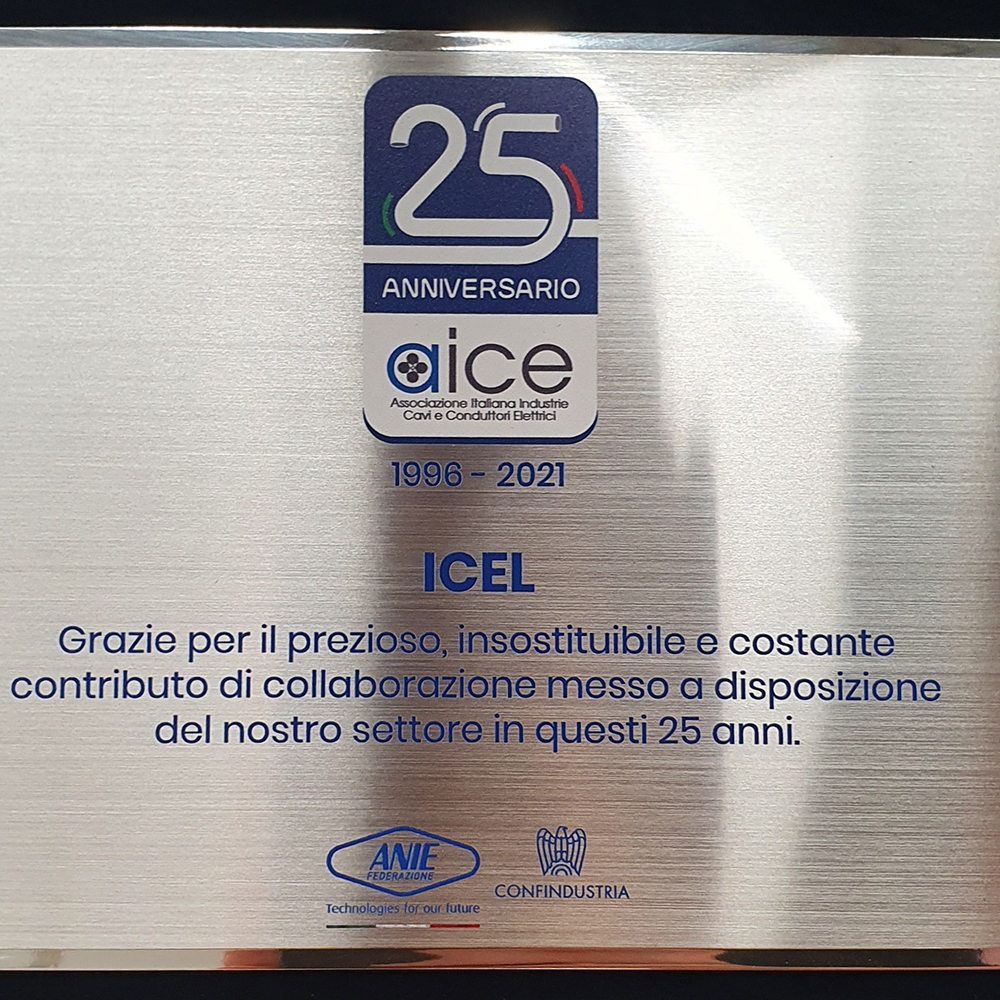 25
ANNIVERSARIO
aice
Associazione Italiana Industrie
Cavi e Conduttori Elettrici
1996 - 2021
ICEL
Grazie per il prezioso, insostituibile e costante
contributo di collaborazione messo a disposizione
del nostro settore in questi 25 anni.
ANIE
FEDERAZIONE
Technologies for our future
CONFINDUSTRIA